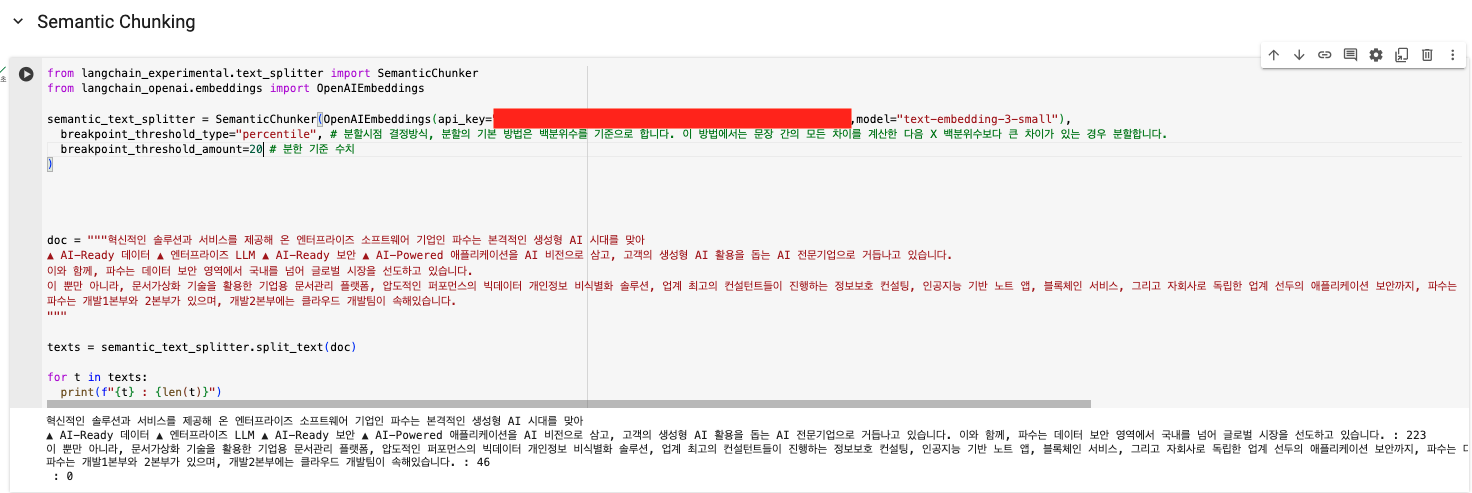 Semantic Chunking
초
from langchain_experimental.text_splitter import SemanticChunker
from langchain_openai.embeddings import OpenAIEmbeddings
semantic_text_splitter = SemanticChunker(OpenAIEmbeddings(api_key=" ,model="text-embedding-3-small"),
breakpoint_threshold_type="percentile", # 분할시점 결정방식, 분할의 기본 방법은 백분위수를 기준으로 합니다. 이 방법에서는 문장 간의 모든 차이를 계산한 다음 X 백분위수보다 큰 차이가 있는 경우 분할합니다.
breakpoint_threshold_amount=20 # 분한 기준 수치
)
doc = """혁신적인 솔루션과 서비스를 제공해 온 엔터프라이즈 소프트웨어 기업인 파수는 본격적인 생성형 AI 시대를 맞아
▲ AI-Ready 데이터 ▲ 엔터프라이즈 LLM ▲ AI-Ready 보안 ▲ AI-Powered 애플리케이션을 AI 비전으로 삼고, 고객의 생성형 AI 활용을 돕는 AI 전문기업으로 거듭나고 있습니다.
이와 함께, 파수는 데이터 보안 영역에서 국내를 넘어 글로벌 시장을 선도하고 있습니다.
이 뿐만 아니라, 문서가상화 기술을 활용한 기업용 문서관리 플랫폼, 압도적인 퍼포먼스의 빅데이터 개인정보 비식별화 솔루션, 업계 최고의 컨설턴트들이 진행하는 정보보호 컨설팅, 인공지능 기반 노트 앱, 블록체인 서비스, 그리고 자회사로 독립한 업계 선두의 애플리케이션 보안까지, 파수는
파수는 개발1본부와 2본부가 있으며, 개발2본부에는 클라우드 개발팀이 속해있습니다.
"""
texts = semantic_text_splitter.split_text(doc)
for t in texts:
print(f"{t} : {len(t)}")
혁신적인 솔루션과 서비스를 제공해 온 엔터프라이즈 소프트웨어 기업인 파수는 본격적인 생성형 AI 시대를 맞아
▲ AI-Ready 데이터 ▲ 엔터프라이즈 LLM ▲ AI-Ready 보안 ▲ AI-Powered 애플리케이션을 AI 비전으로 삼고, 고객의 생성형 AI 활용을 돕는 AI 전문기업으로 거듭나고 있습니다. 이와 함께, 파수는 데이터 보안 영역에서 국내를 넘어 글로벌 시장을 선도하고 있습니다. : 223
이 뿐만 아니라, 문서가상화 기술을 활용한 기업용 문서관리 플랫폼, 압도적인 퍼포먼스의 빅데이터 개인정보 비식별화 솔루션, 업계 최고의 컨설턴트들이 진행하는 정보보호 컨설팅, 인공지능 기반 노트 앱, 블록체인 서비스, 그리고 자회사로 독립한 업계 선두의 애플리케이션 보안까지, 파수는
파수는 개발1본부와 2본부가 있으며, 개발2본부에는 클라우드 개발팀이 속해있습니다. : 46
: 0